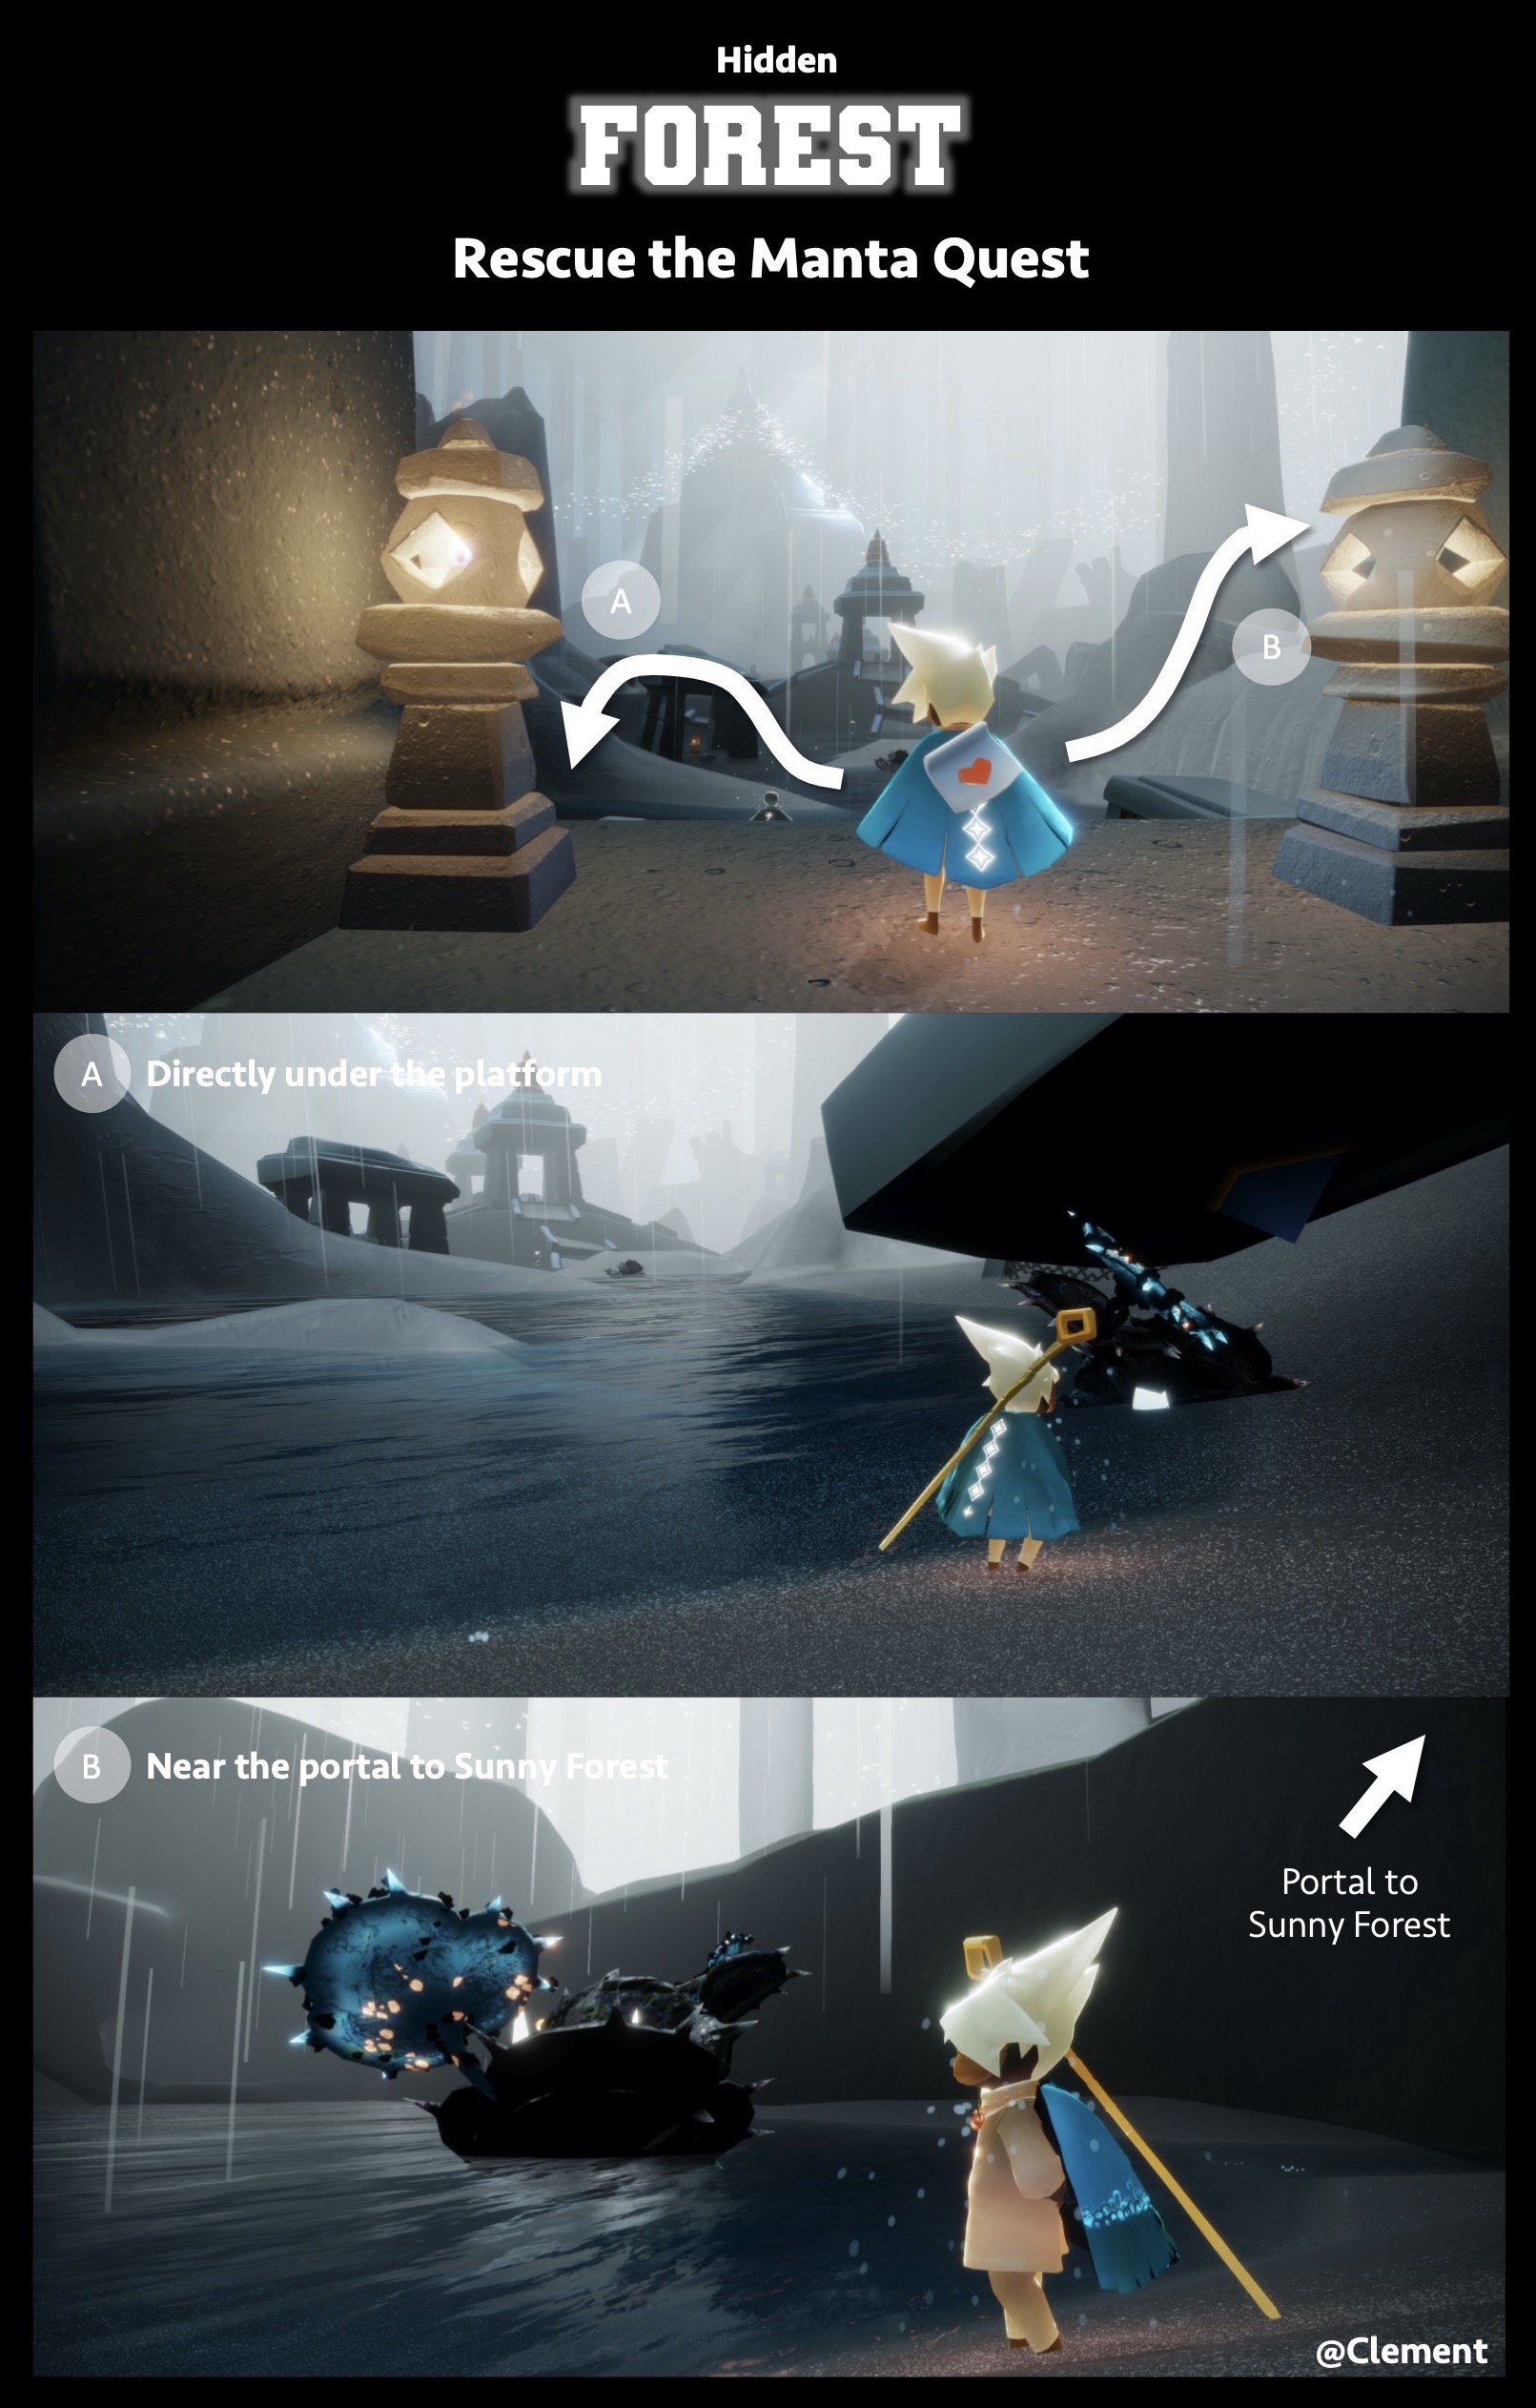 Hidden
FOREST
Rescue the Manta Quest
A
B
A Directly under the platform
B Near the portal to Sunny Forest
Portal to
Sunny Forest
@Clement